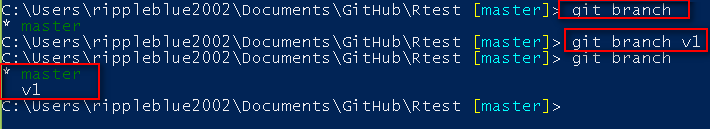 C:\Users\rippleblue2002\Documents\GitHub\Rtest [master]> git branch
* master
C:\Users\rippleblue2002\Documents\GitHub\Rtest [master]> git branch v1
C:\Users\rippleblue2002\Documents\GitHub\Rtest [master]> git branch
* master
  v1
C:\Users\rippleblue2002\Documents\GitHub\Rtest [master]>